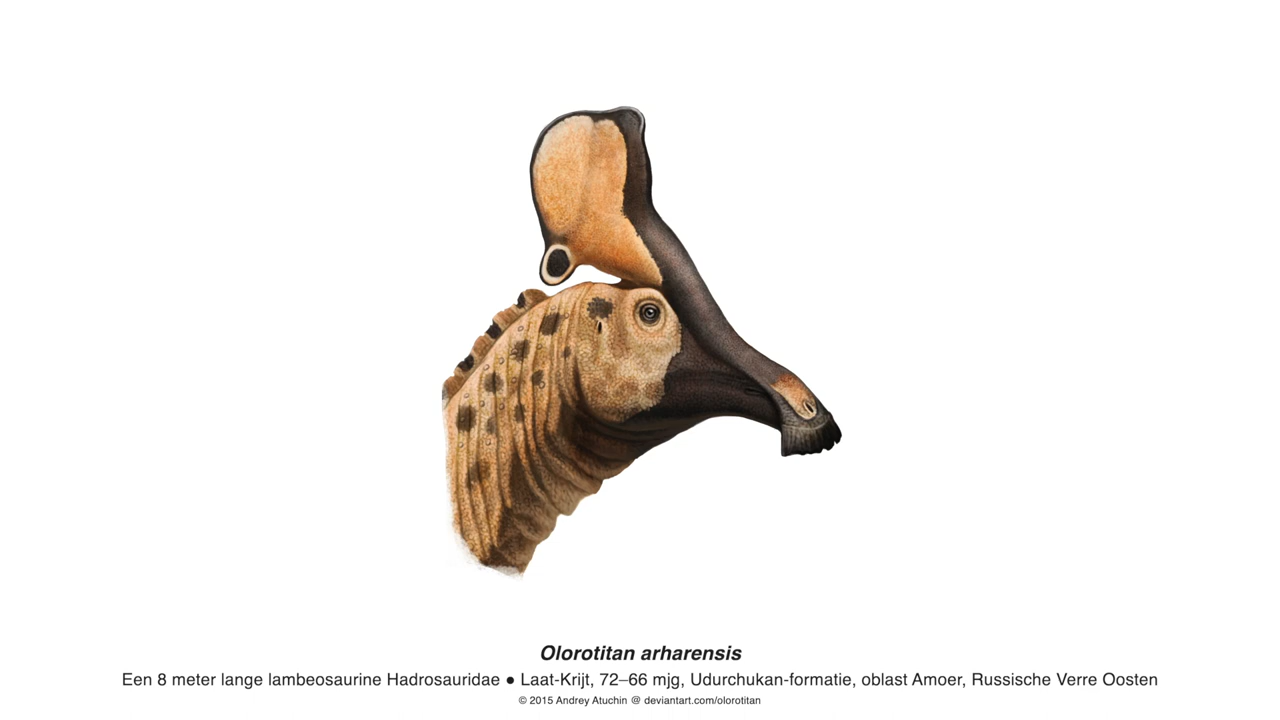 Olorotitan arharensis
Een 8 meter lange lambeosaurine Hadrosauridae ● Laat-Krijt, 72–66 mjg, Udurchukan-formatie, oblast Amoer, Russische Verre Oosten
© 2015 Andrey Atuchin @ deviantart.com/olorotitan